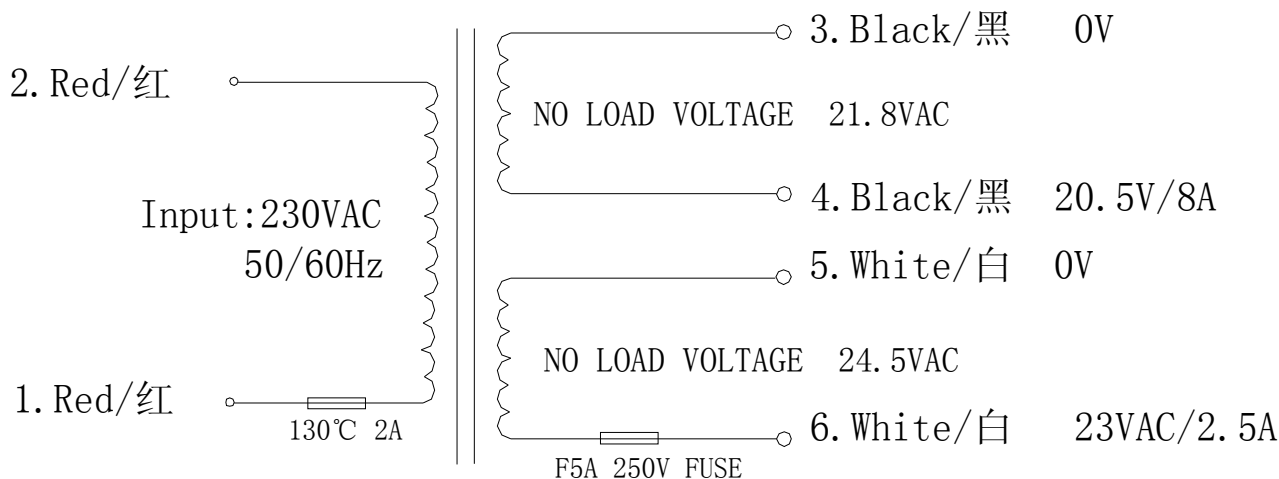 3.Black/黑 0V
2.Red/红
NO LOAD VOLTAGE 21.8VAC
4.Black/黑 20.5V/8A
Input:230VAC
50/60Hz
5.White/白 0V
NO LOAD VOLTAGE 24.5VAC
1.Red/红
130℃ 2A
6.White/白 23VAC/2.5A
F5A 250V FUSE